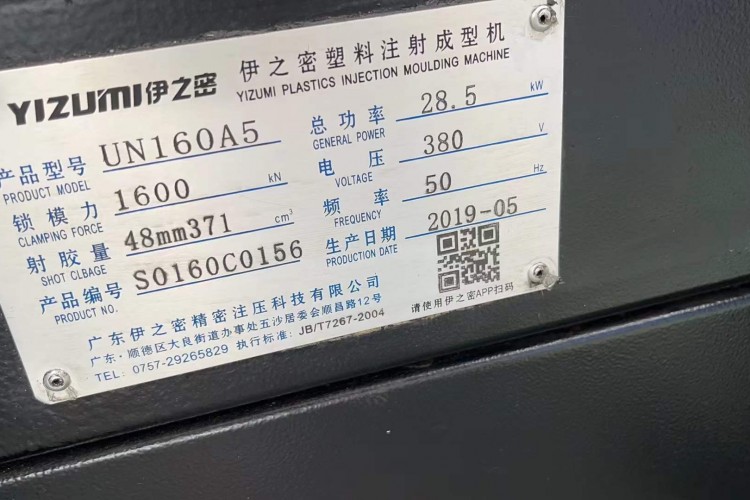 YIZUMI 伊之密 伊之密塑料注射成型机
YIZUMI PLASTICS INJECTION MOULDING MACHINE
产品型号 UN160A5
PRODUCT MODEL
总功率 28.5 kW
GENERAL POWER
锁模力 1600 kN
CLAMPING FORCE
电压 380 V
VOLTAGE
射胶量 48mm371 cm³
SHOT CLBAGE
频率 50 Hz
FREQUENCY
产品编号 S0160C0156
PRODUCT NO.
生产日期 2019-05
PRODUCTION DATE
广东伊之密精密注压科技有限公司
广东·顺德区大良街道办事处五沙居委会顺昌路12号
TEL: 0757-29265829 执行标准: JB/T7267-2004
请使用伊之密APP扫码